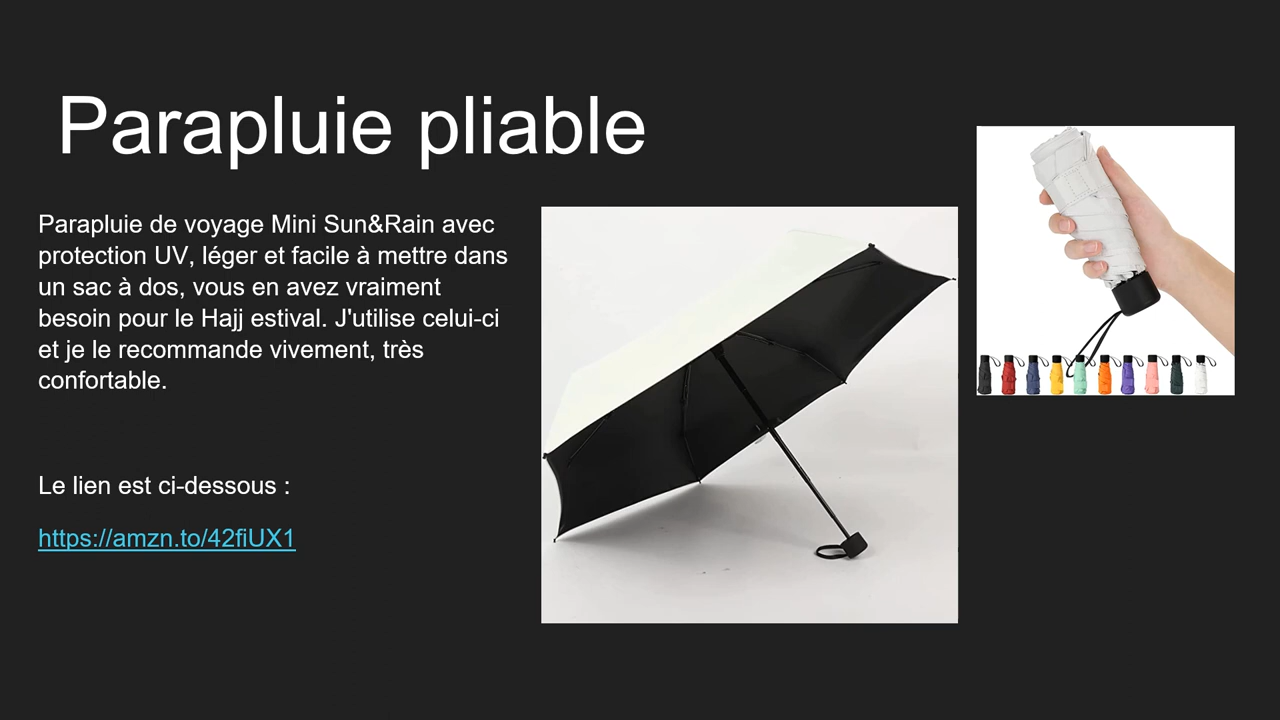 Parapluie pliable
Parapluie de voyage Mini Sun&Rain avec
protection UV, léger et facile à mettre dans
un sac à dos, vous en avez vraiment
besoin pour le Hajj estival. J'utilise celui-ci
et je le recommande vivement, très
confortable.
Le lien est ci-dessous :
https://amzn.to/42fiUX1